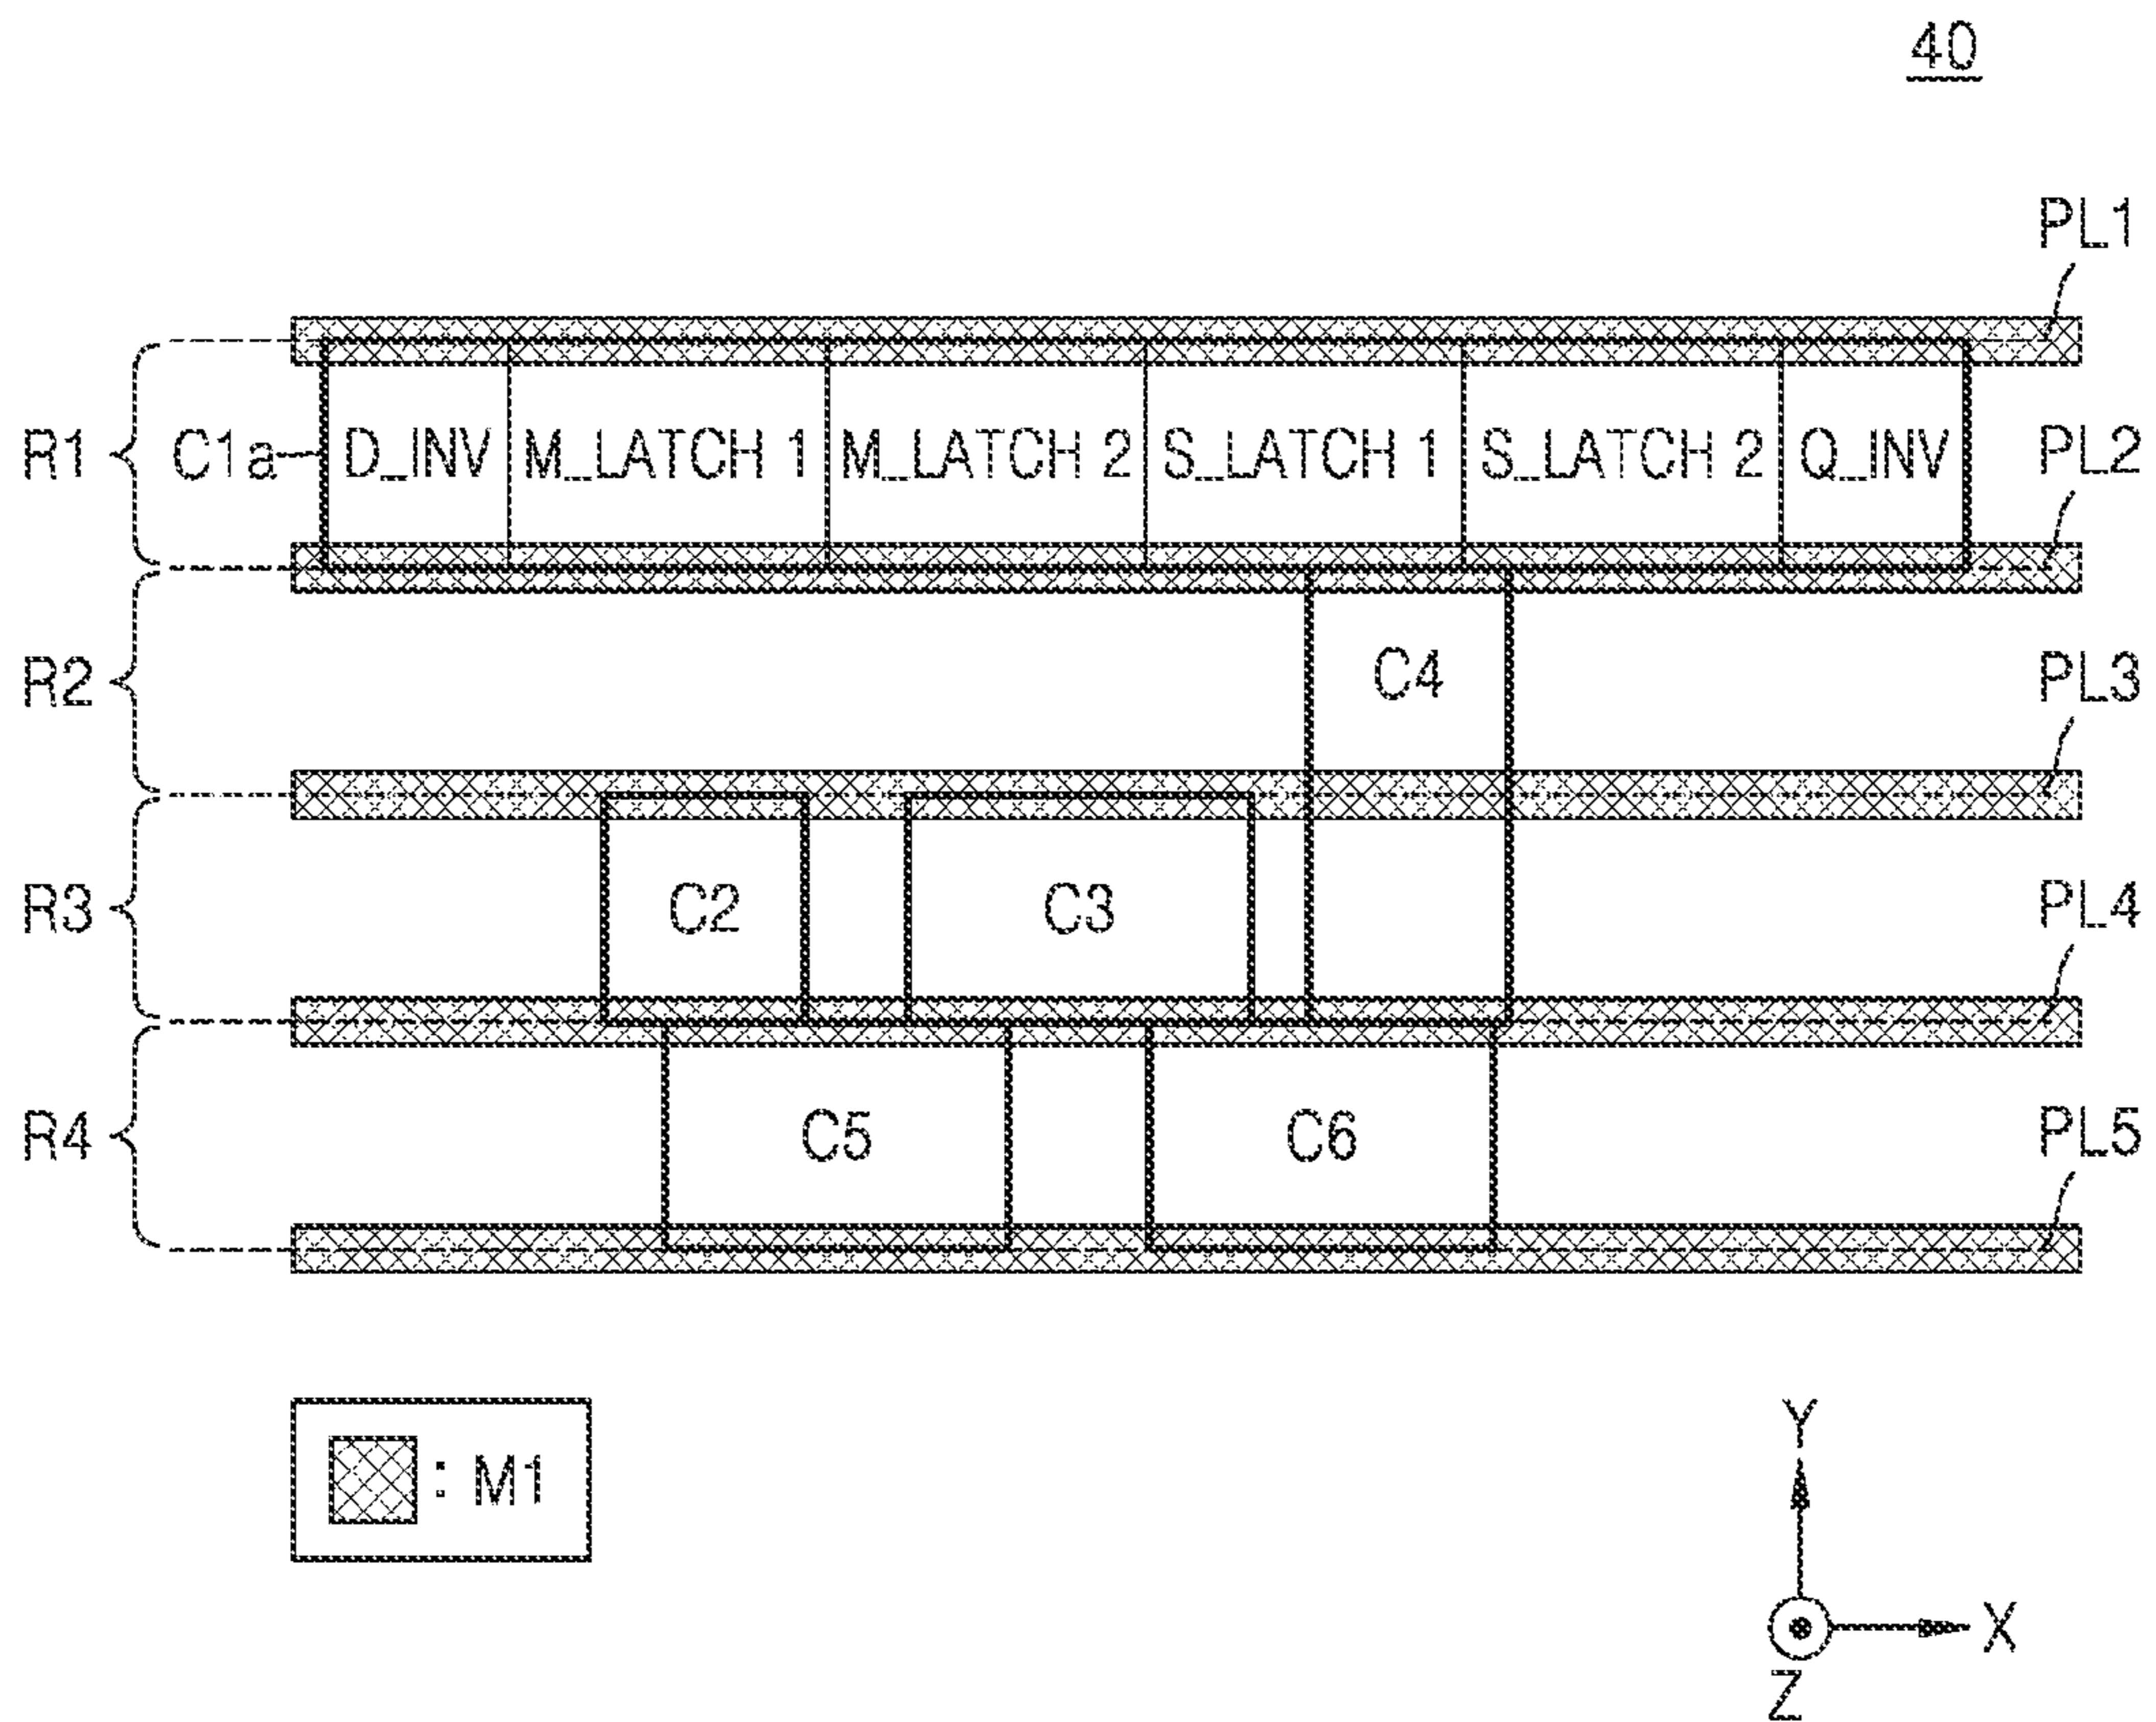 40
PL1
R1 C1a D_INV M_LATCH 1 M_LATCH 2 S_LATCH 1 S_LATCH 2 Q_INV PL2
R2 C4 PL3
R3 C2 C3 PL4
R4 C5 C6 PL5
: M1
Y
X
Z